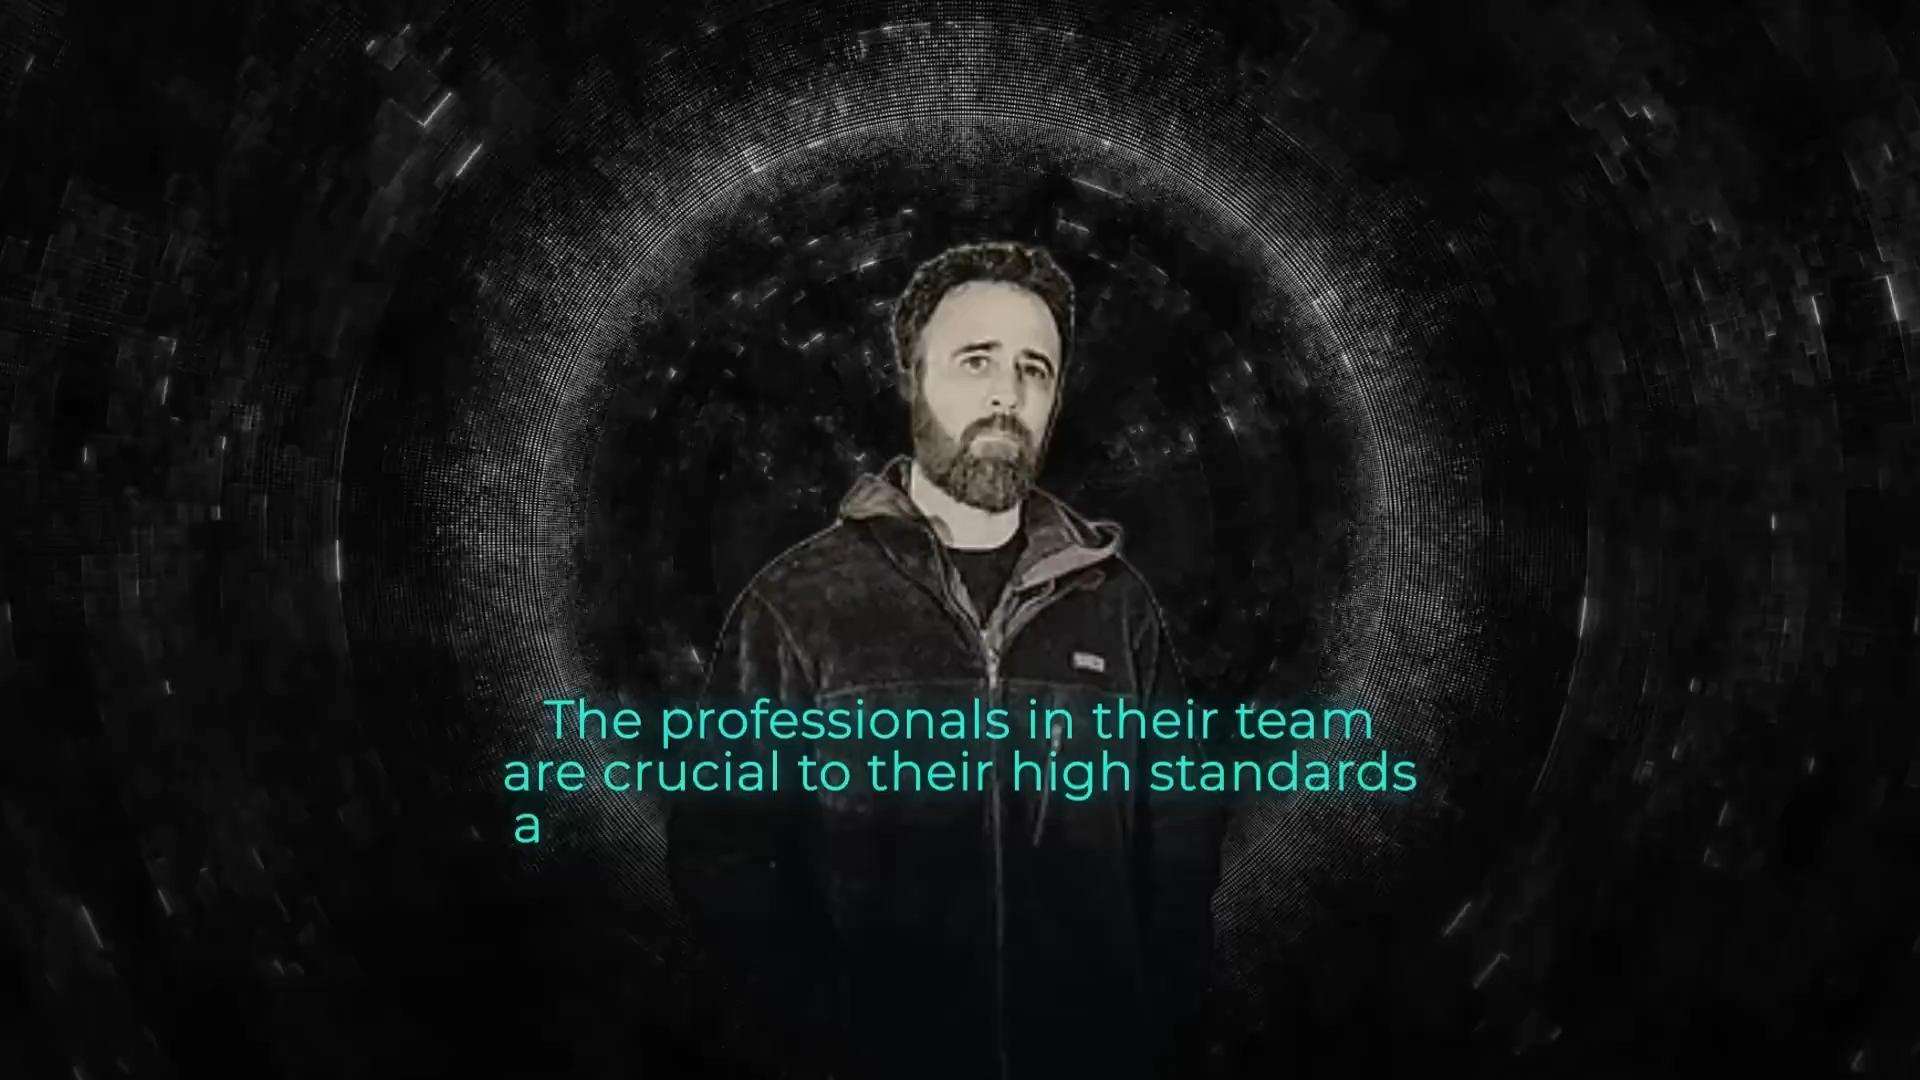 The professionals in their team
are crucial to their high standards
a